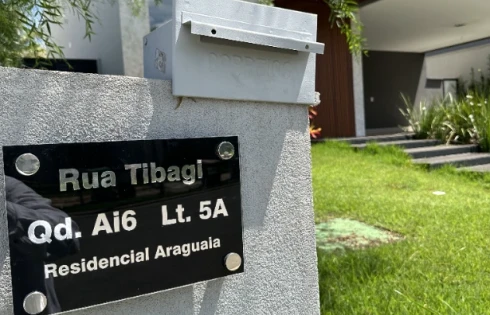 Rua Tibagi
Qd. Ai6 Lt. 5A
Residencial Araguaia